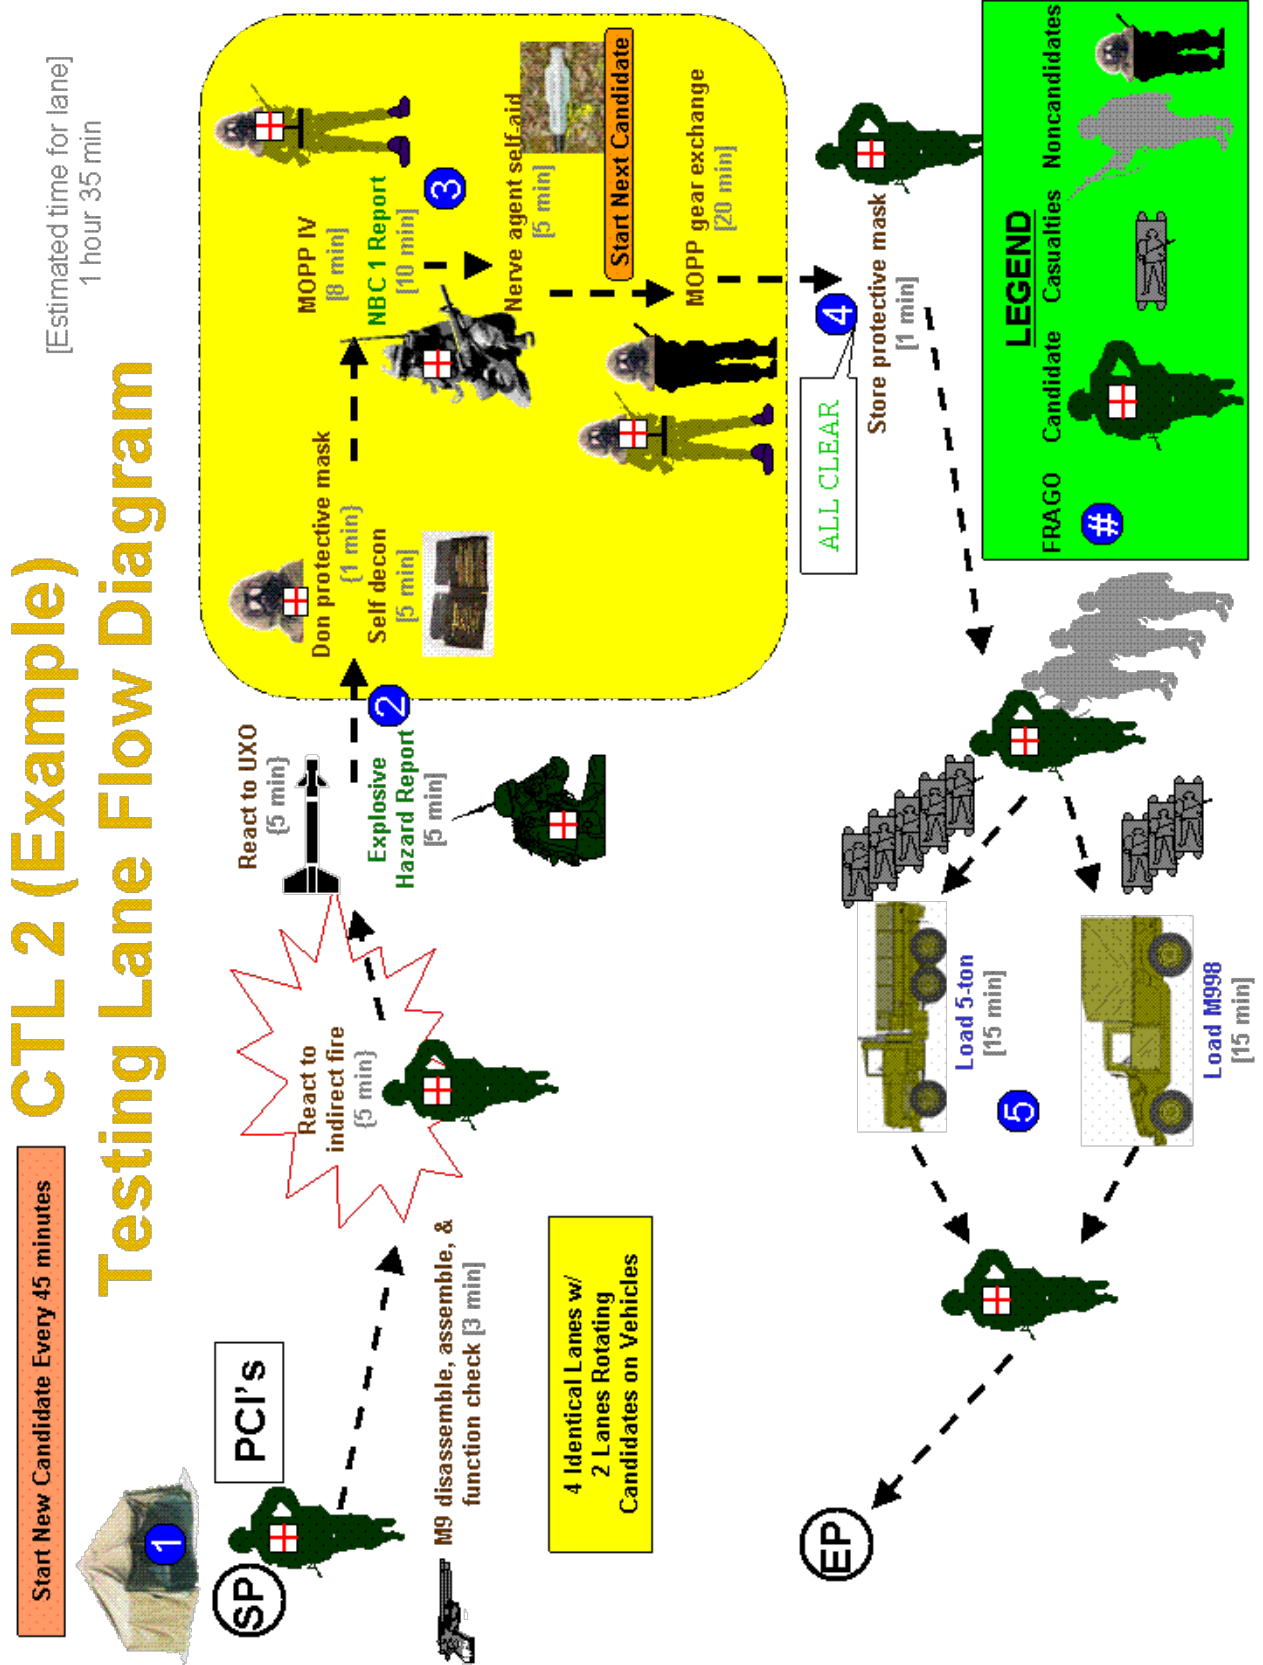 Start New Candidate Every 45 minutes
CTL 2 (Example)
Testing Lane Flow Diagram
[Estimated time for lane]
1 hour 35 min
1
SP
PCI's
M9 disassemble, assemble, &
function check [3 min]
React to
indirect fire
{5 min}
React to UXO
{5 min}
Explosive
Hazard Report
[5 min]
2
Don protective mask
{1 min}
Self decon
[5 min]
MOPP IV
[8 min]
NBC 1 Report
[10 min]
3
Nerve agent self-aid
[5 min]
Start Next Candidate
MOPP gear exchange
[20 min]
4
ALL CLEAR
Store protective mask
[1 min]
4 Identical Lanes w/
2 Lanes Rotating
Candidates on Vehicles
Load 5-ton
[15 min]
5
Load M998
[15 min]
EP
LEGEND
FRAGO Candidate Casualties Noncandidates
#